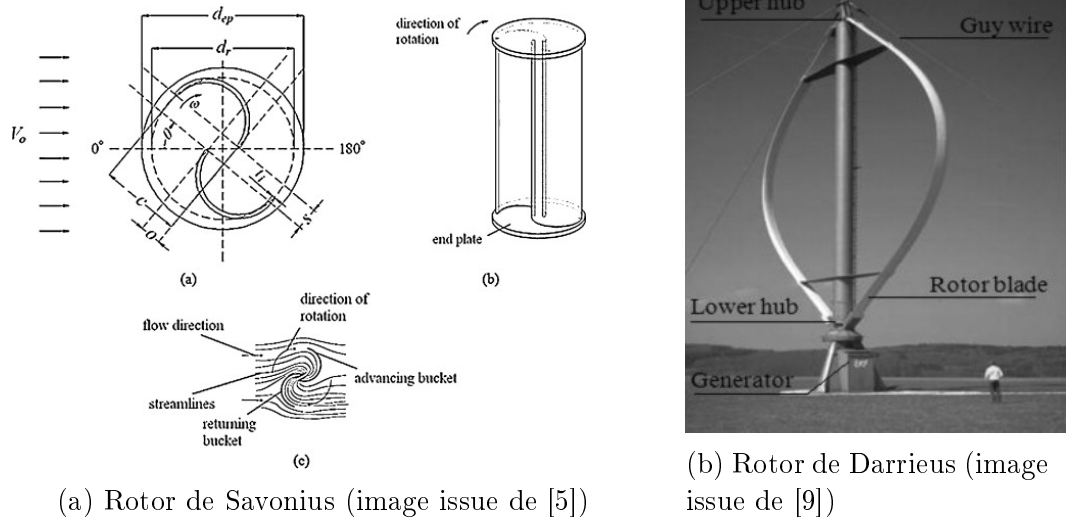 d_ep
d_r
V_o
0°
180°
θ
ω
c
o
s
(a)
direction of
rotation
end plate
(b)
direction of
rotation
flow direction
advancing bucket
streamlines
returning
bucket
(c)
(a) Rotor de Savonius (image issue de [5])
Upper hub
Guy wire
Rotor blade
Lower hub
Generator
(b) Rotor de Darrieus (image
issue de [9])